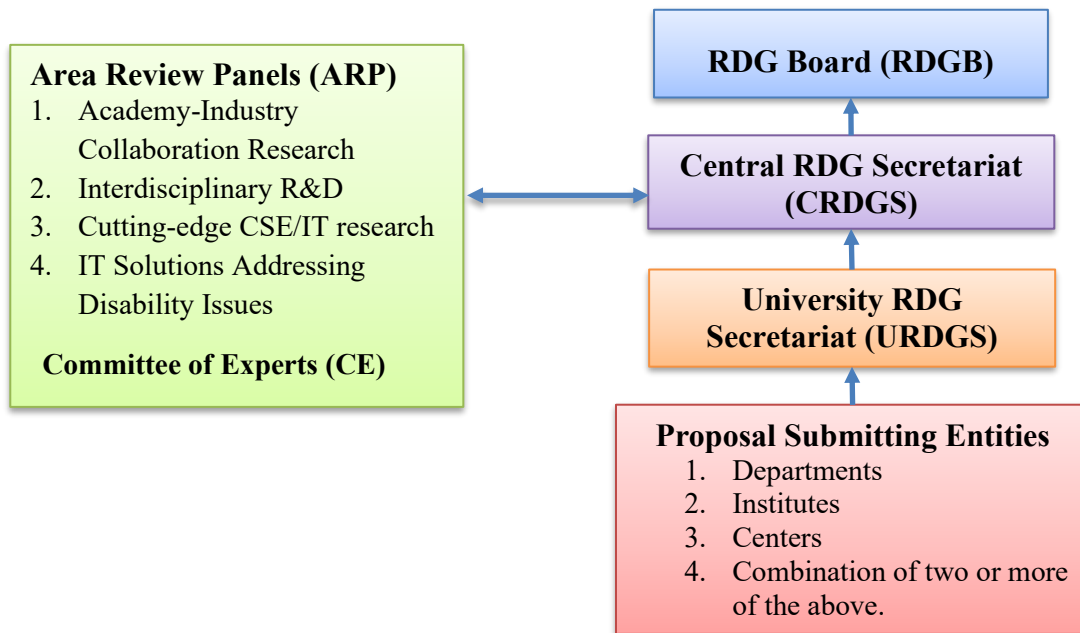 Area Review Panels (ARP)
1. Academy-Industry
Collaboration Research
2. Interdisciplinary R&D
3. Cutting-edge CSE/IT research
4. IT Solutions Addressing
Disability Issues
Committee of Experts (CE)
RDG Board (RDGB)
Central RDG Secretariat
(CRDGS)
University RDG
Secretariat (URDGS)
Proposal Submitting Entities
1. Departments
2. Institutes
3. Centers
4. Combination of two or more
of the above.